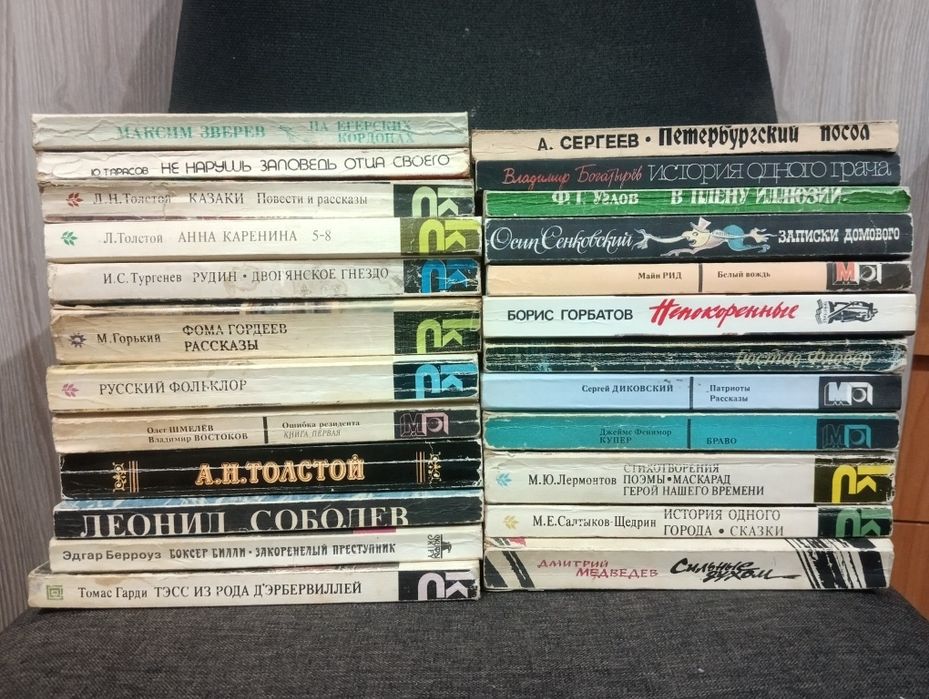 МАКСИМ ЗВЕРЕВ НА ЕГЕРСКИХ
КОРДОНАХ
Ю ТАРАСОВ НЕ НАРУШЬ ЗАПОВЕДЬ ОТЦА СВОЕГО
Л.Н.Толстой КАЗАКИ Повести и рассказы
Л.Толстой АННА КАРЕНИНА 5-8
И.С.Тургенев РУДИН • ДВОРЯНСКОЕ ГНЕЗДО
М.Горький ФОМА ГОРДЕЕВ
РАССКАЗЫ
РУССКИЙ ФОЛЬКЛОР
Олег ШМЕЛЁВ
Владимир ВОСТОКОВ
Ошибка резидента
КНИГА ПЕРВАЯ
А.Н.ТОЛСТОЙ
ЛЕОНИД СОБОЛЕВ
Эдгар Берроуз БОКСЕР БИЛЛИ • ЗАКОРЕНЕЛЫЙ ПРЕСТУПНИК
Томас Гарди ТЭСС ИЗ РОДА Д'ЭРБЕРВИЛЛЕЙ
А. СЕРГЕЕВ • Петербургский посол
Владимир Богатырёв ИСТОРИЯ ОДНОГО ГРАЧА
Ф.Г. Углов В ПЛЕНУ ИЛЛЮЗИЙ
Осип Сенковский ЗАПИСКИ ДОМОВОГО
Майн РИД Белый вождь
БОРИС ГОРБАТОВ Непокоренные
Гюстав Флобер
Сергей ДИКОВСКИЙ
Патриоты
Рассказы
Джеймс Фенимор
КУПЕР
БРАВО
М.Ю.Лермонтов СТИХОТВОРЕНИЯ
ПОЭМЫ • МАСКАРАД
ГЕРОЙ НАШЕГО ВРЕМЕНИ
М.Е.Салтыков-Щедрин ИСТОРИЯ ОДНОГО
ГОРОДА • СКАЗКИ
ДМИТРИЙ
МЕДВЕДЕВ
Сильные
духом